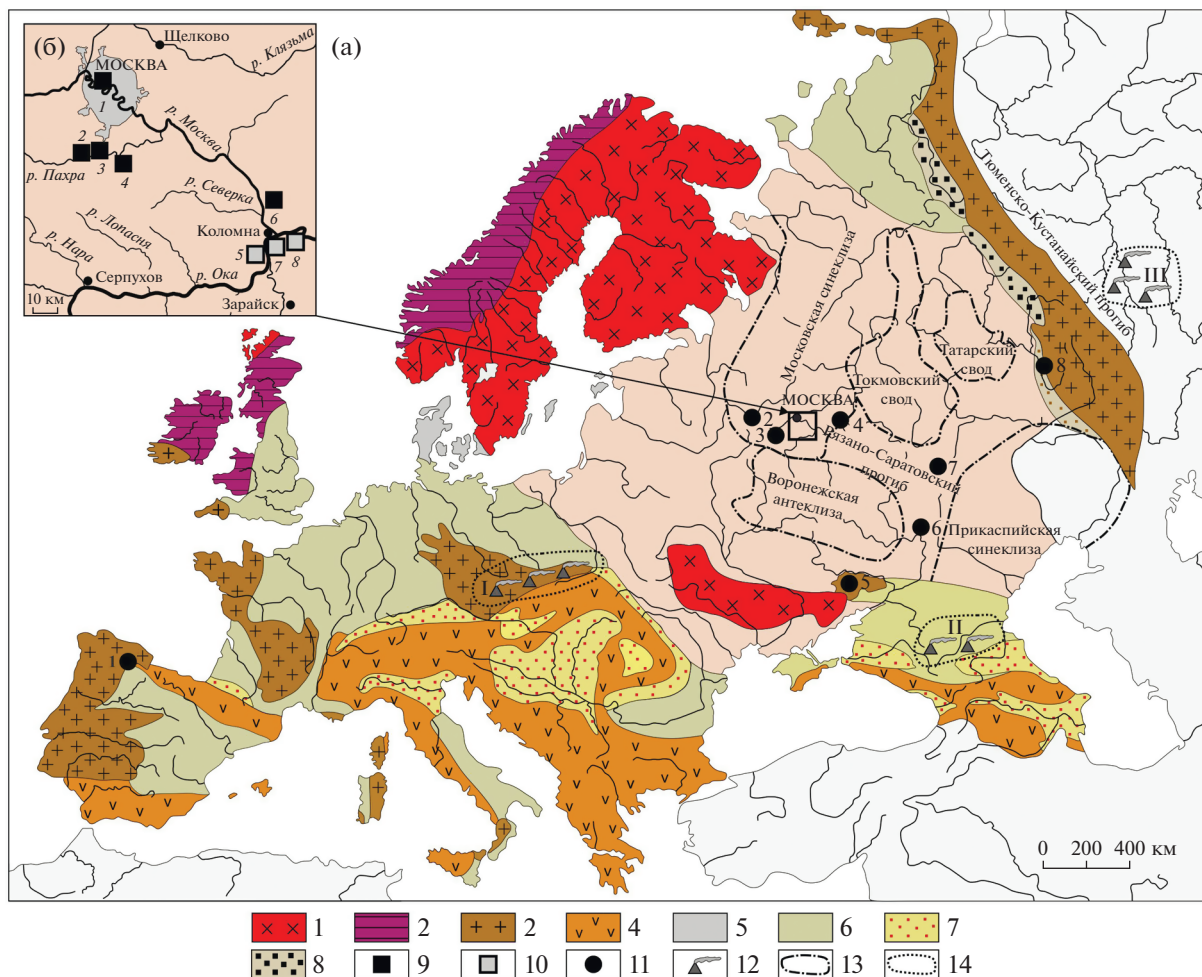 (б)
(а)
Щелково
р. Клязьма
МОСКВА
1
р. Москва
2
3
4
р. Пахра
р. Северка
6
р. Лопасня
Коломна
р. Нара
5
7
8
Серпухов
р. Ока
Зарайск
10 км
Тюменско-Кустанайский прогиб
III
Московская синеклиза
Татарский
свод
8
Токмовский
свод
МОСКВА
2
3
4
Рязано-Саратовский
прогиб
7
Воронежская
антеклиза
6
Прикаспийская
синеклиза
5
I
II
1
0 200 400 км
1 2 2 4 5 6 7
8 9 10 11 12 13 14